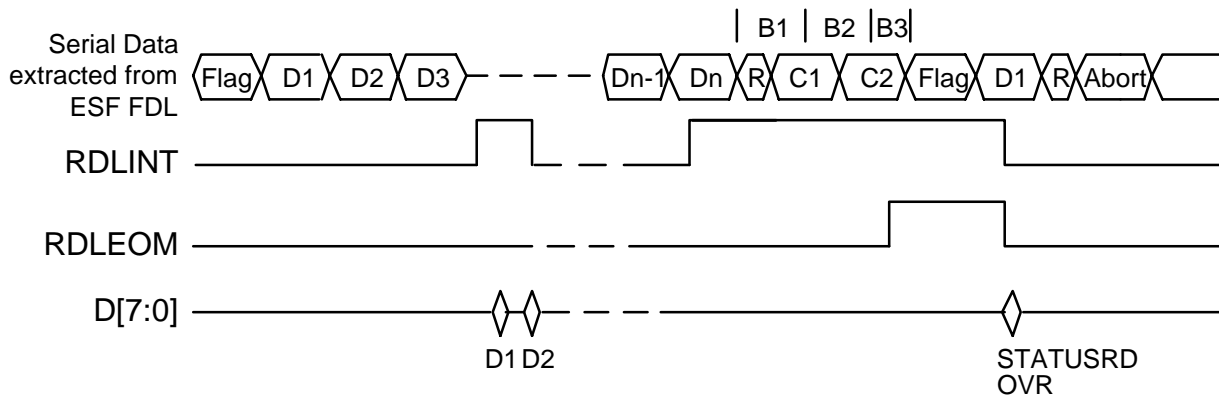 B1 B2 B3
Serial Data
extracted from
ESF FDL
Flag D1 D2 D3 Dn-1 Dn R C1 C2 Flag D1 R Abort
RDLINT
RDLEOM
D[7:0]
D1 D2
STATUSRD
OVR